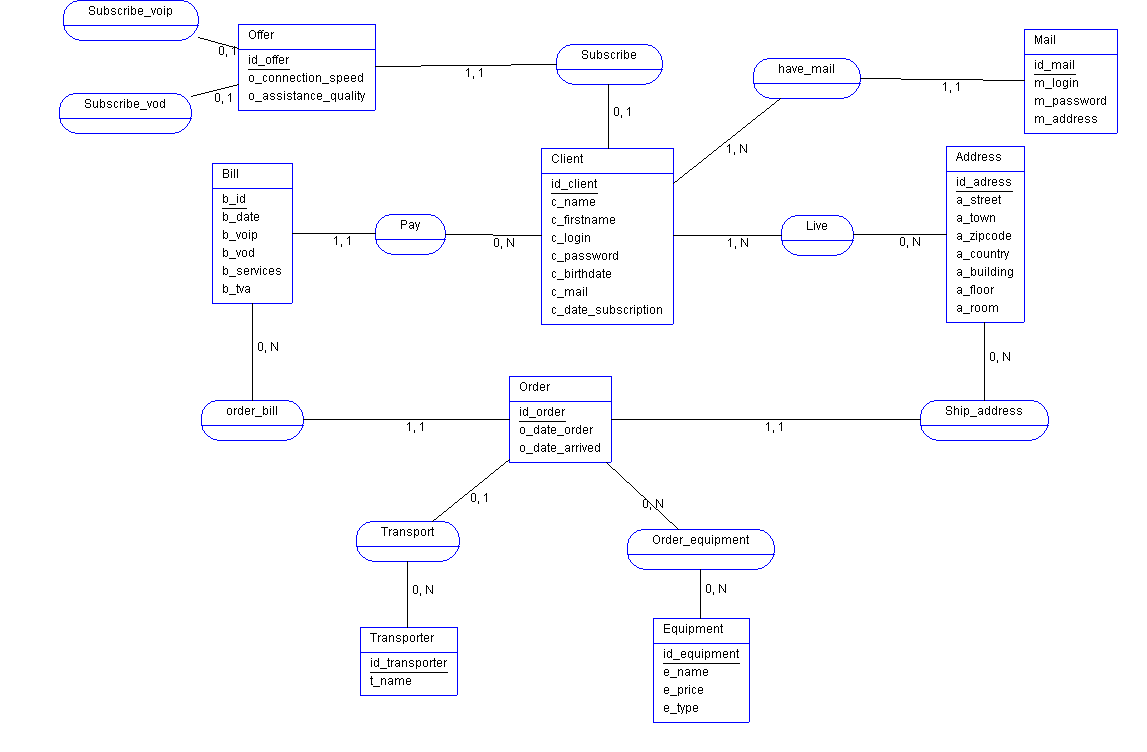 Subscribe_voip
0, 1
Offer
id_offer
o_connection_speed
o_assistance_quality
Subscribe_vod
0, 1
1, 1
Subscribe
0, 1
have_mail
1, 1
1, N
Mail
id_mail
m_login
m_password
m_address
Bill
b_id
b_date
b_voip
b_vod
b_services
b_tva
1, 1
Pay
0, N
Client
id_client
c_name
c_firstname
c_login
c_password
c_birthdate
c_mail
c_date_subscription
1, N
Live
0, N
Address
id_adress
a_street
a_town
a_zipcode
a_country
a_building
a_floor
a_room
0, N
0, N
order_bill
1, 1
Order
id_order
o_date_order
o_date_arrived
1, 1
Ship_address
0, 1
0, N
Transport
Order_equipment
0, N
0, N
Transporter
id_transporter
t_name
Equipment
id_equipment
e_name
e_price
e_type